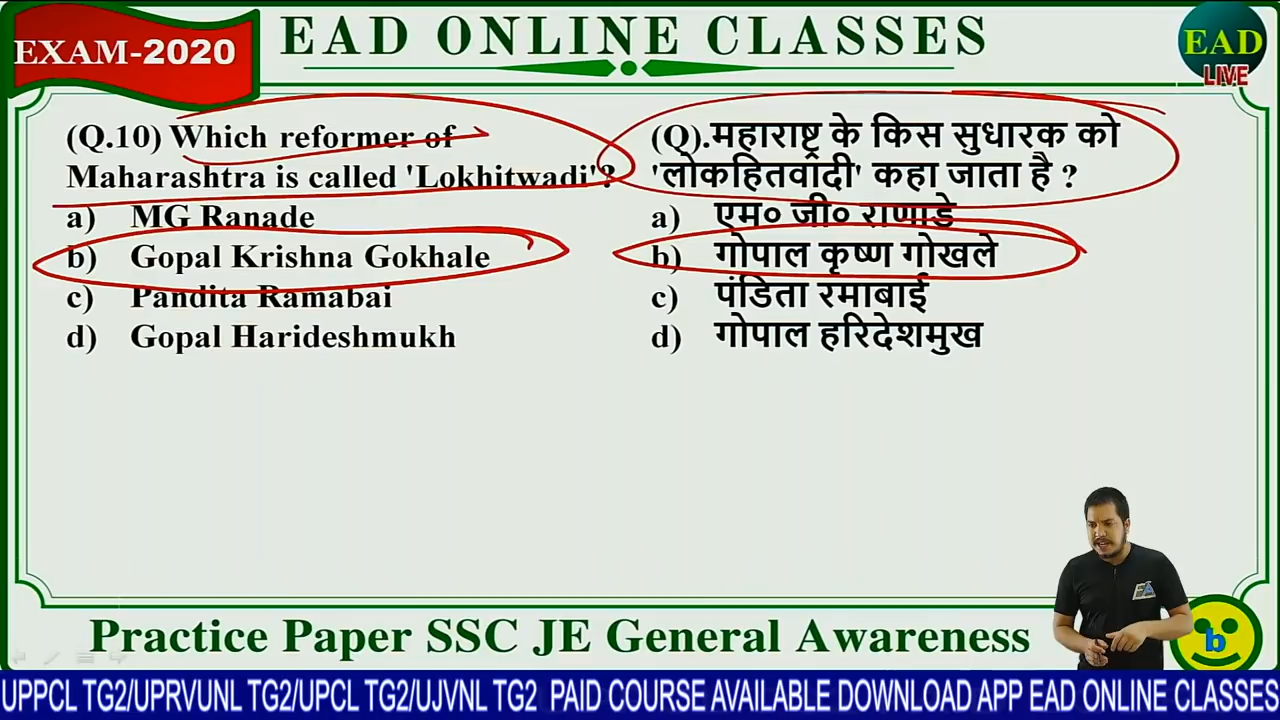 EXAM-2020
EAD ONLINE CLASSES
EAD
LIVE
(Q.10) Which reformer of
Maharashtra is called 'Lokhitwadi'?
a) MG Ranade
b) Gopal Krishna Gokhale
c) Pandita Ramabai
d) Gopal Harideshmukh
(Q).महाराष्ट्र के किस सुधारक को
'लोकहितवादी' कहा जाता है ?
a) एम० जी० राणाडे
b) गोपाल कृष्ण गोखले
c) पंडिता रमाबाई
d) गोपाल हरिदेशमुख
Practice Paper SSC JE General Awareness
b
UPPCL TG2/UPRVUNL TG2/UPCL TG2/UJVNL TG2 PAID COURSE AVAILABLE DOWNLOAD APP EAD ONLINE CLASSES